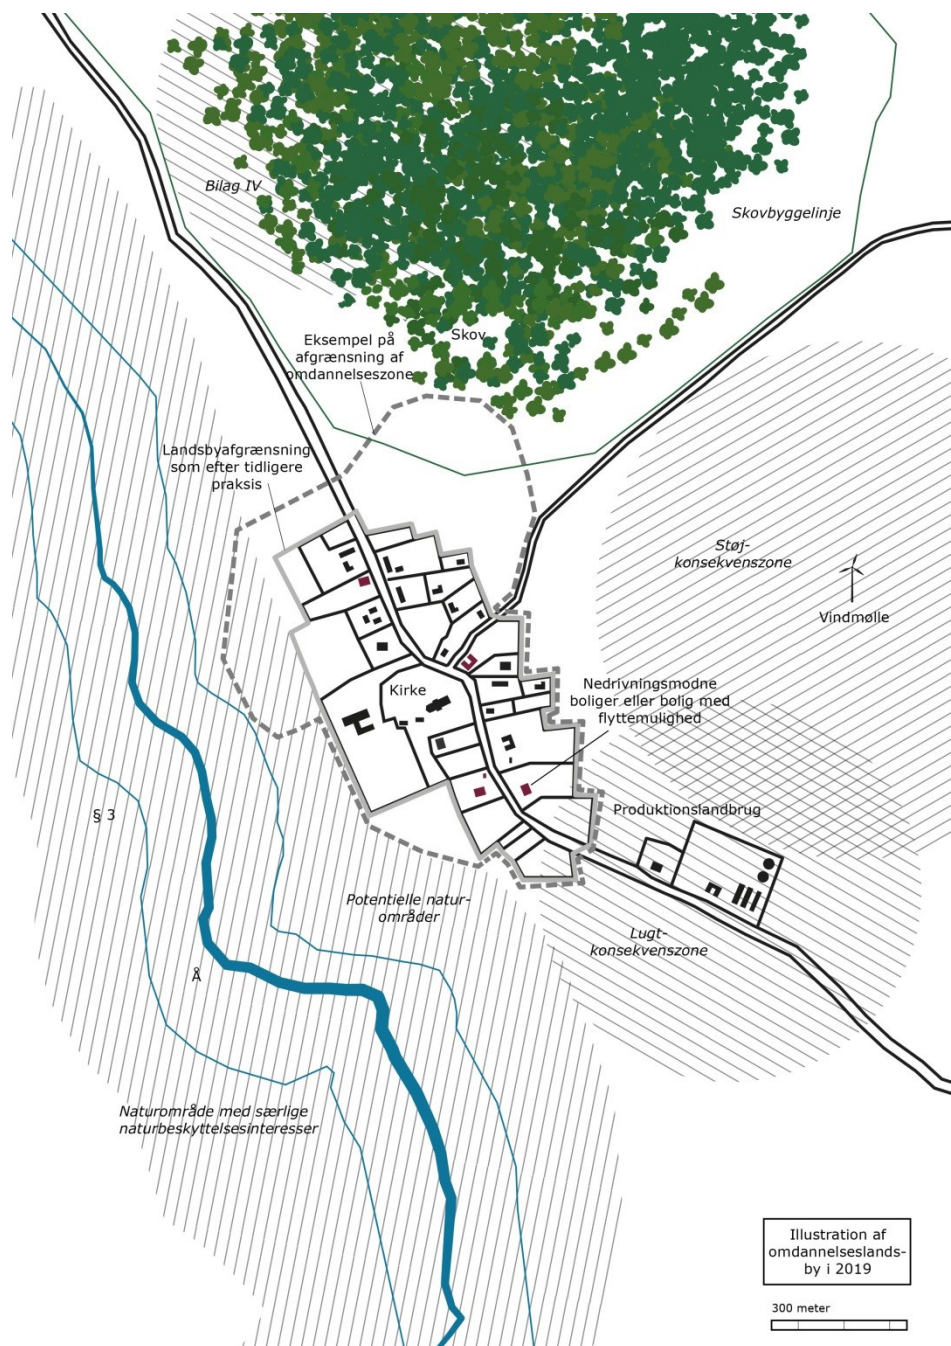 Bilag IV
Skovbyggelinje
Skov
Eksempel på
afgrænsning af
omdannelseszone
Landsbyafgrænsning
som efter tidligere
praksis
Støj-
konsekvenszone
Vindmølle
Kirke
Nedrivningsmodne
boliger eller bolig med
flyttemulighed
§ 3
Produktionslandbrug
Potentielle natur-
områder
Lugt-
konsekvenszone
Å
Naturområde med særlige
naturbeskyttelsesinteresser
Illustration af
omdannelseslands-
by i 2019
300 meter